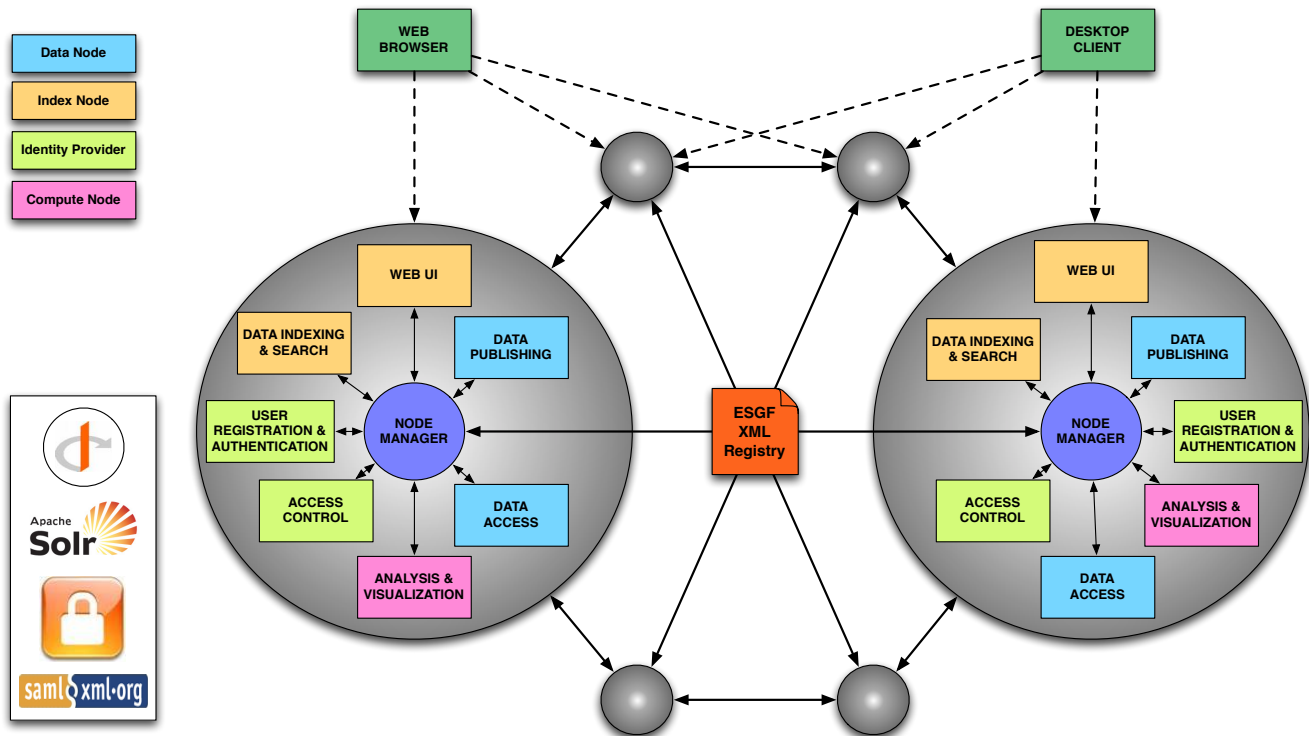 WEB
BROWSER
DESKTOP
CLIENT
Data Node
Index Node
Identity Provider
Compute Node
WEB UI
DATA INDEXING
& SEARCH
DATA
PUBLISHING
USER
REGISTRATION &
AUTHENTICATION
NODE
MANAGER
ACCESS
CONTROL
DATA
ACCESS
ANALYSIS &
VISUALIZATION
ESGF
XML
Registry
WEB UI
DATA INDEXING
& SEARCH
DATA
PUBLISHING
NODE
MANAGER
USER
REGISTRATION &
AUTHENTICATION
ACCESS
CONTROL
ANALYSIS &
VISUALIZATION
DATA
ACCESS
Apache
Solr
saml xml.org